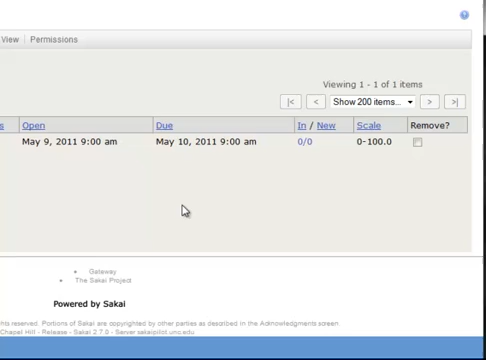 ?
View Permissions
Viewing 1 - 1 of 1 items
|< < Show 200 items... > >|
s Open Due In / New Scale Remove?
May 9, 2011 9:00 am May 10, 2011 9:00 am 0/0 0-100.0
Gateway
The Sakai Project
Powered by Sakai
hts reserved. Portions of Sakai are copyrighted by other parties as described in the Acknowledgments screen.
Chapel Hill - Release - Sakai 2.7.0 - Server sakaipilot.unc.edu